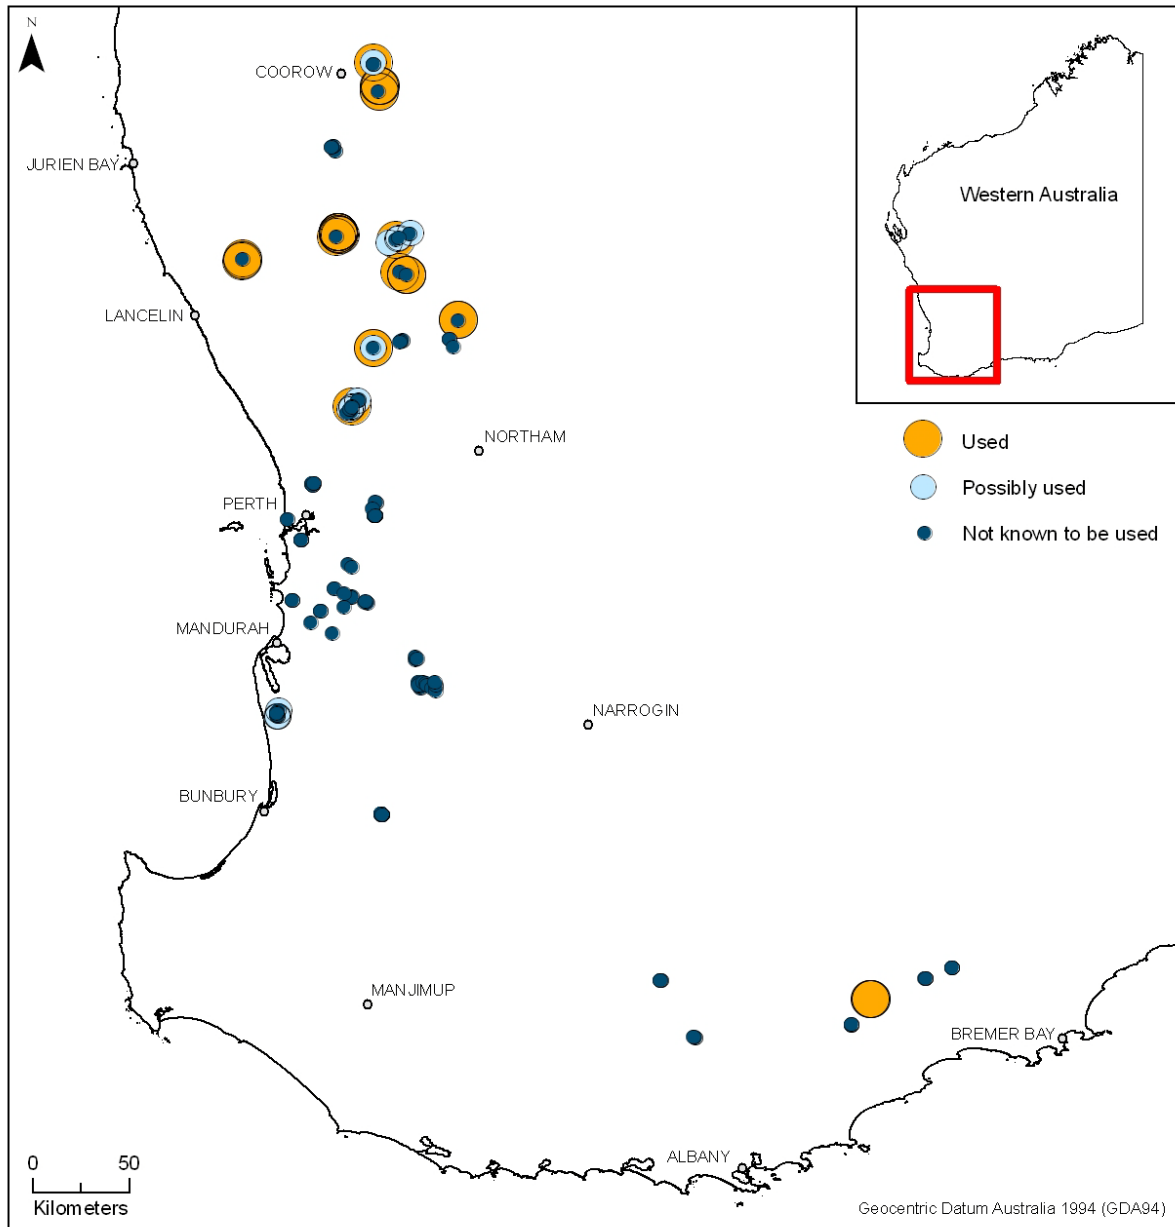 N
COOROW
JURIEN BAY
Western Australia
LANCELIN
Used
NORTHAM
Possibly used
PERTH
Not known to be used
MANDURAH
NARROGIN
BUNBURY
MANJIMUP
BREMER BAY
ALBANY
0 50
Kilometers
Geocentric Datum Australia 1994 (GDA94)